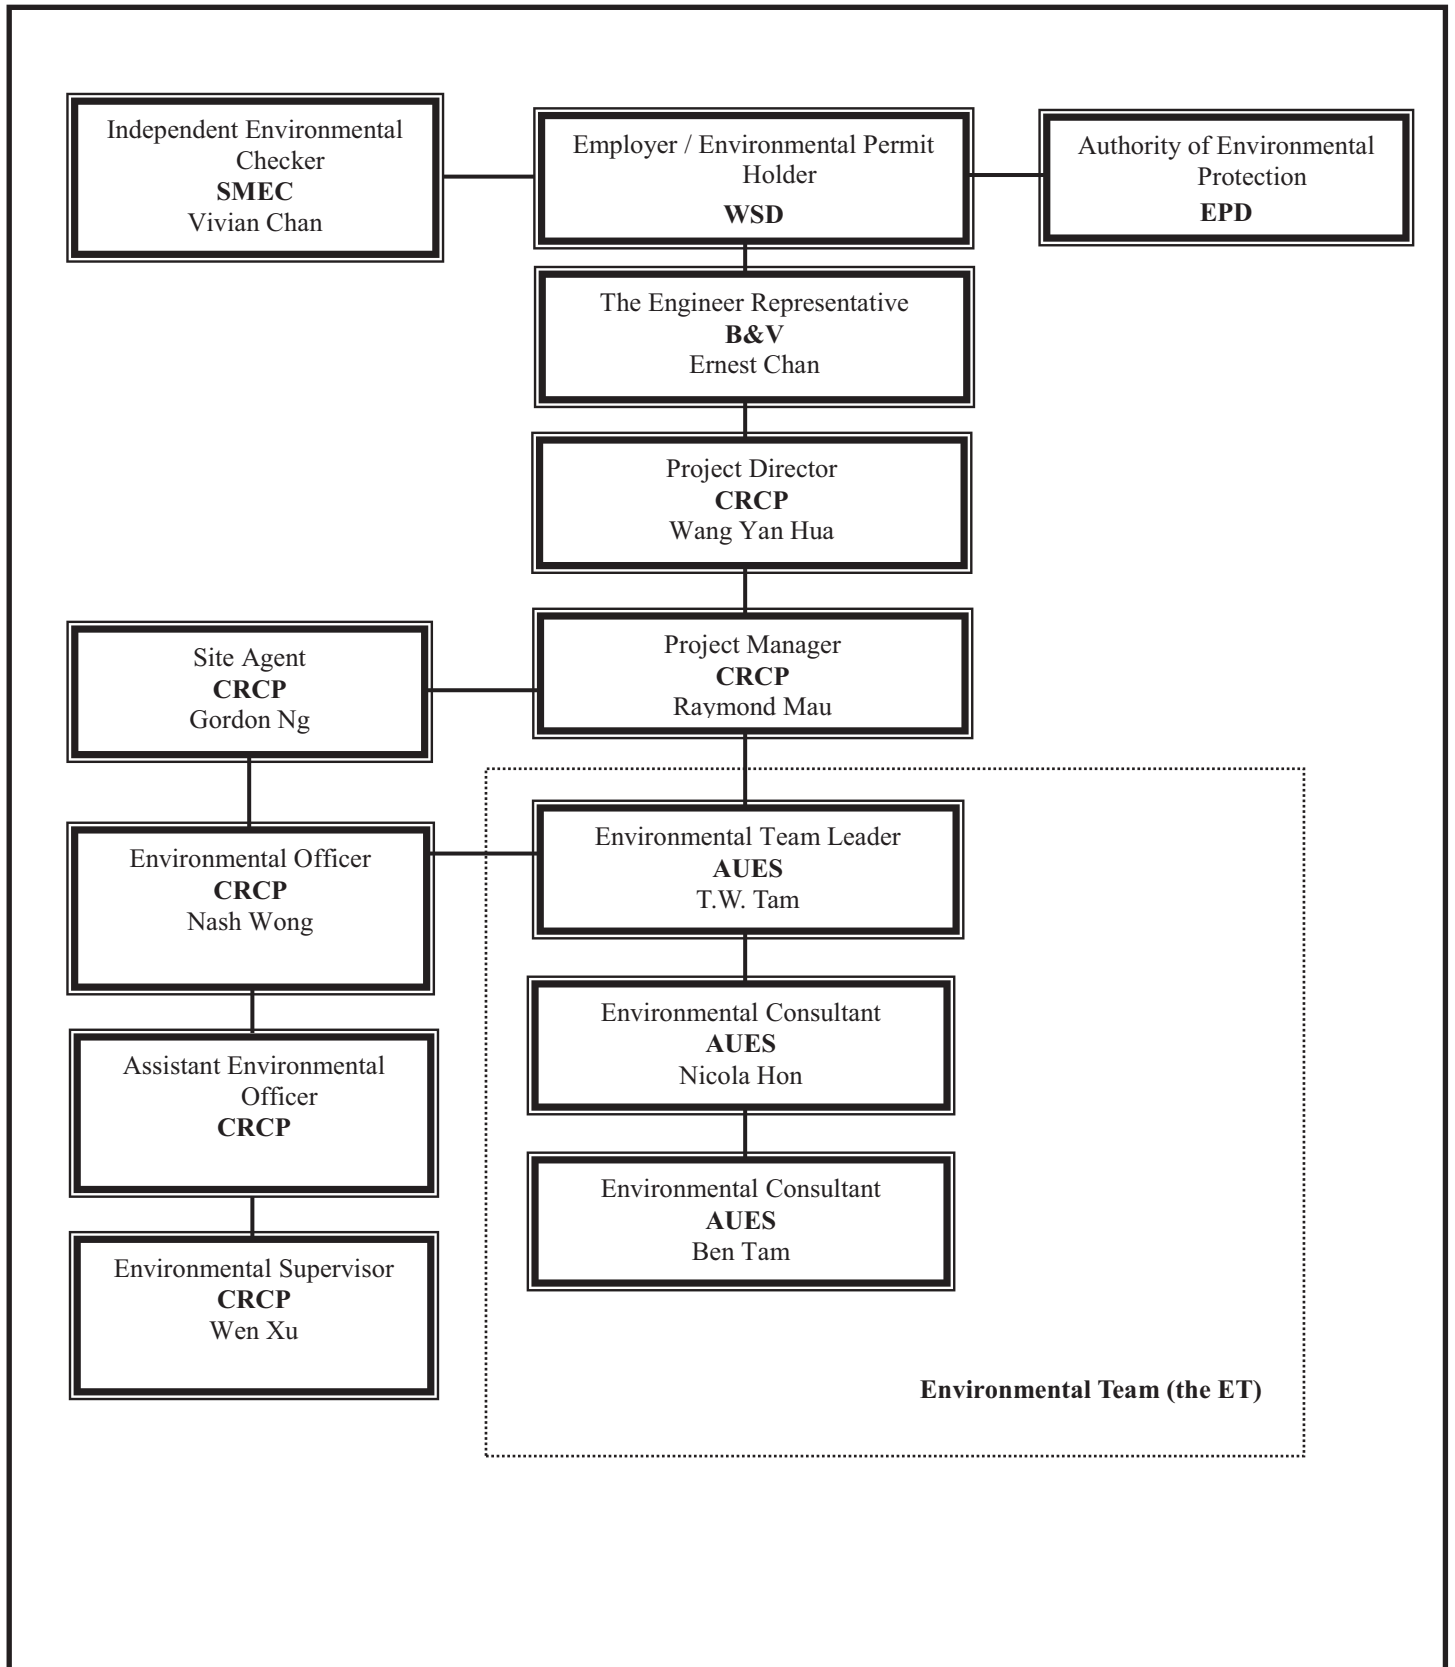 Independent Environmental
Checker
SMEC
Vivian Chan
Employer / Environmental Permit
Holder
WSD
Authority of Environmental
Protection
EPD
The Engineer Representative
B&V
Ernest Chan
Project Director
CRCP
Wang Yan Hua
Site Agent
CRCP
Gordon Ng
Project Manager
CRCP
Raymond Mau
Environmental Officer
CRCP
Nash Wong
Environmental Team Leader
AUES
T.W. Tam
Assistant Environmental
Officer
CRCP
Environmental Consultant
AUES
Nicola Hon
Environmental Supervisor
CRCP
Wen Xu
Environmental Consultant
AUES
Ben Tam
Environmental Team (the ET)